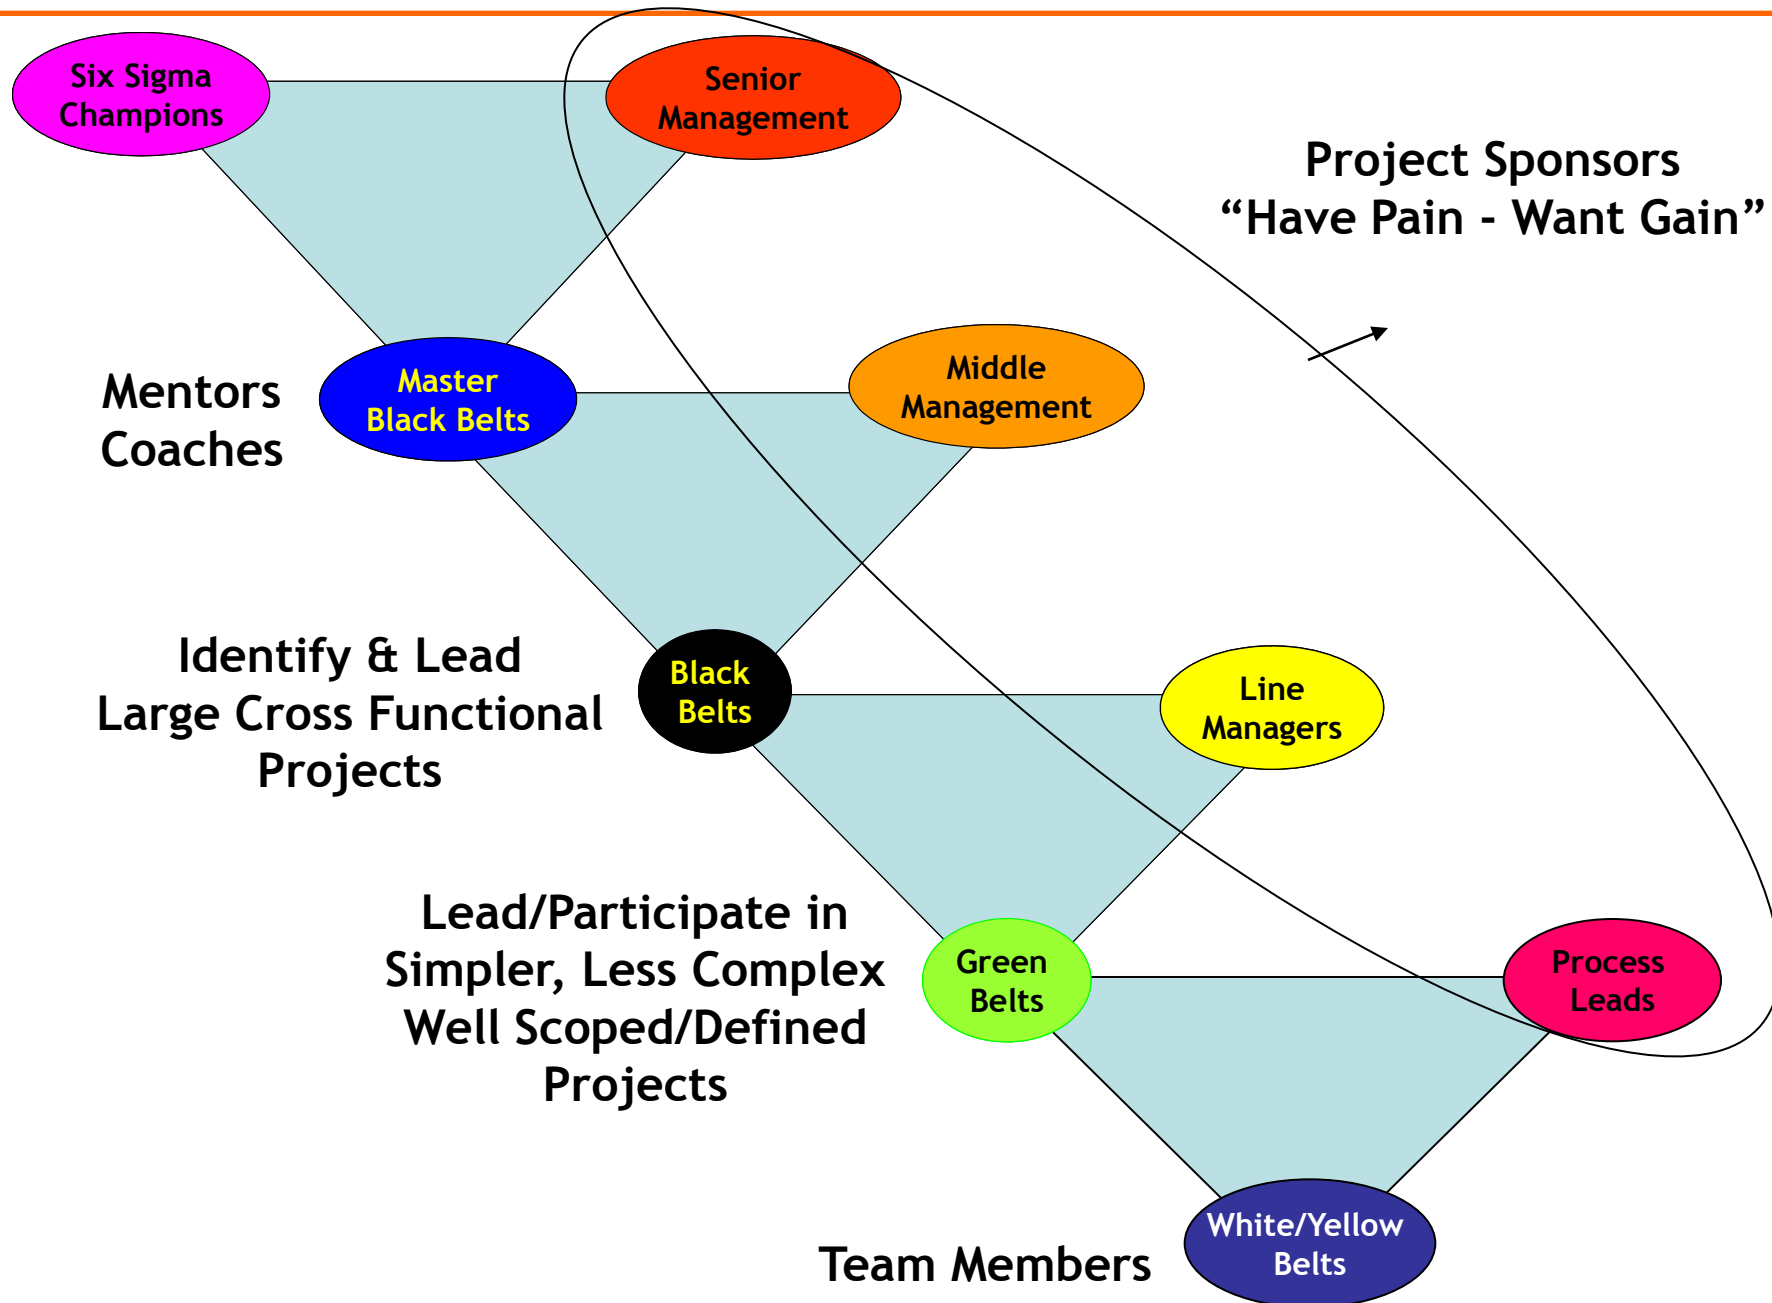 Six Sigma
Champions
Senior
Management
Project Sponsors
“Have Pain - Want Gain”
Mentors
Coaches
Master
Black Belts
Middle
Management
Identify & Lead
Large Cross Functional
Projects
Black
Belts
Line
Managers
Lead/Participate in
Simpler, Less Complex
Well Scoped/Defined
Projects
Green
Belts
Process
Leads
Team Members
White/Yellow
Belts